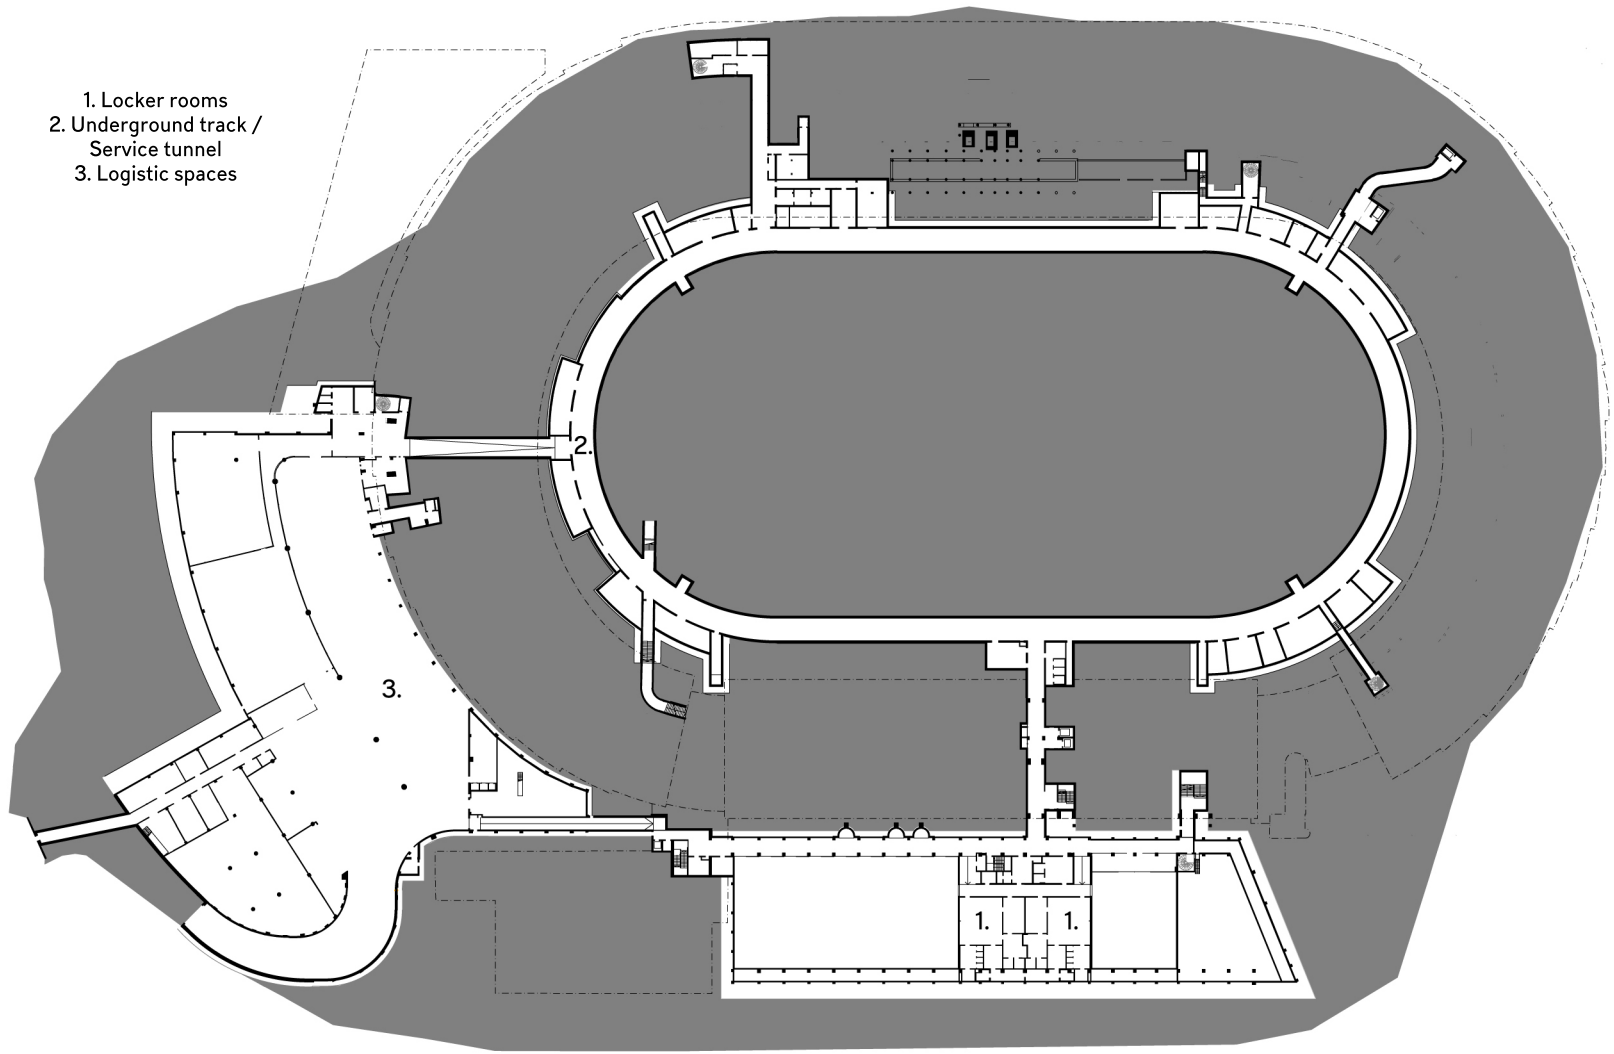 1. Locker rooms
2. Underground track /
Service tunnel
3. Logistic spaces
2.
3.
1.
1.